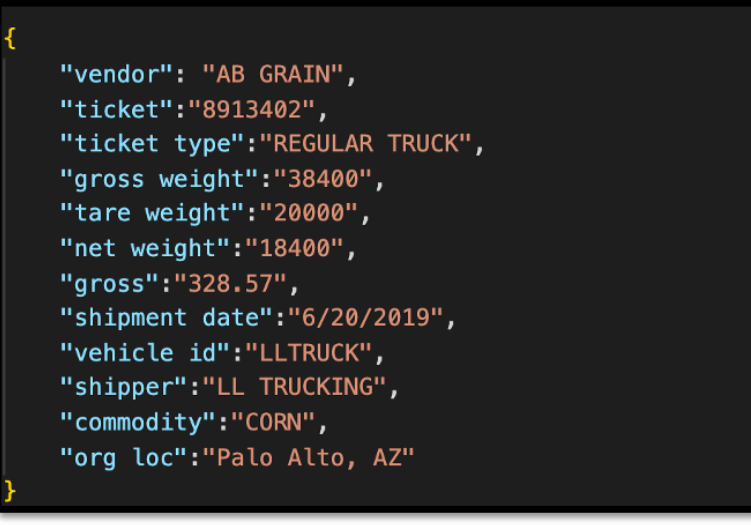 {
"vendor": "AB GRAIN",
"ticket":"8913402",
"ticket type":"REGULAR TRUCK",
"gross weight":"38400",
"tare weight":"20000",
"net weight":"18400",
"gross":"328.57",
"shipment date":"6/20/2019",
"vehicle id":"LLTRUCK",
"shipper":"LL TRUCKING",
"commodity":"CORN",
"org loc":"Palo Alto, AZ"
}